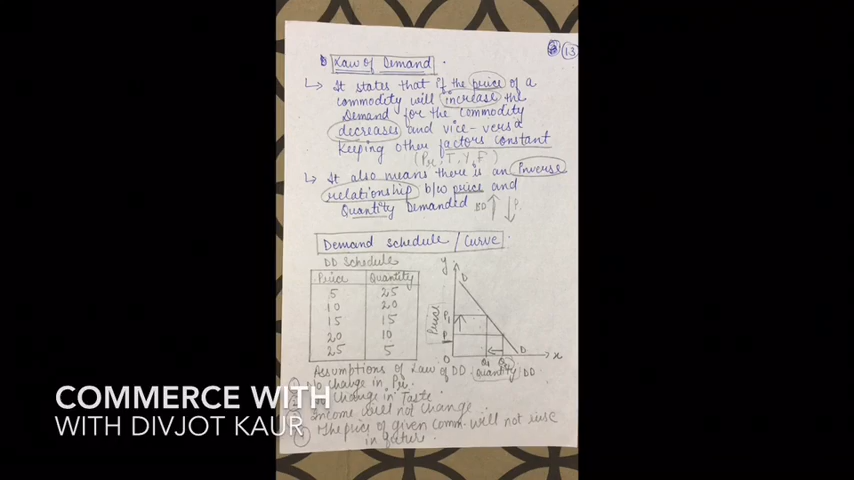 13
Law of Demand.
↳ It states that if the price of a
commodity will increase the
Demand for the commodity
decreases and vice-versa
Keeping other factors constant
(Pr, T, Y, F)
↳ It also means there is an inverse
relationship b/w price and
Quantity Demanded DD ↑ ↓ P.
Demand Schedule / Curve
DD Schedule
Price Quantity
5 25
10 20
15 15
20 10
25 5
y
D
Price
P1
P
D
O Q1 Q x
Quantity DD
Assumptions of Law of DD
No change in Pr.
change in Taste
Income will not change
The price of given comm. will not rise
in future.
COMMERCE WITH
WITH DIVJOT KAUR